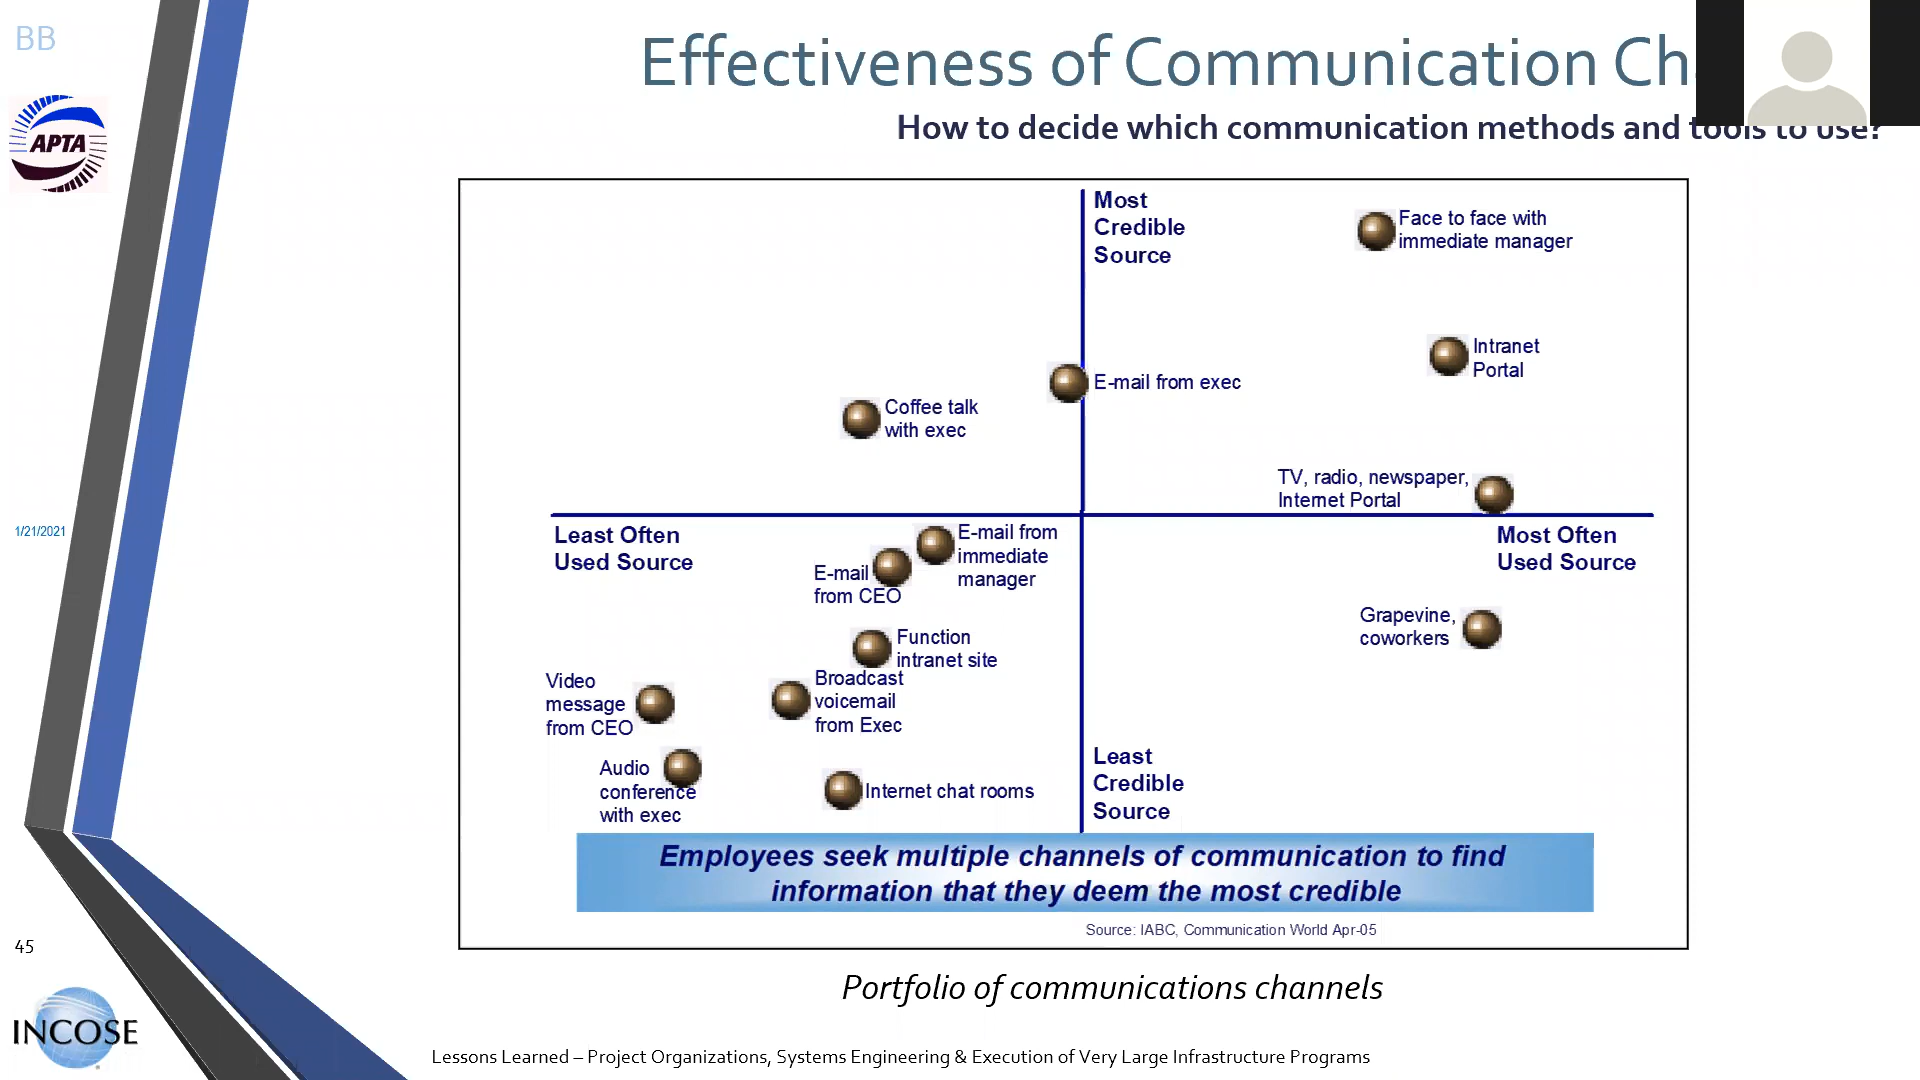 BB
Effectiveness of Communication Ch
How to decide which communication methods and tools to use?
APTA
Most
Credible
Source
Face to face with
immediate manager
Intranet
Portal
E-mail from exec
Coffee talk
with exec
TV, radio, newspaper,
Internet Portal
1/21/2021
Least Often
Used Source
Most Often
Used Source
E-mail from
immediate
manager
E-mail
from CEO
Grapevine,
coworkers
Function
intranet site
Video
message
from CEO
Broadcast
voicemail
from Exec
Audio
conference
with exec
Internet chat rooms
Least
Credible
Source
Employees seek multiple channels of communication to find
information that they deem the most credible
Source: IABC, Communication World Apr-05
45
Portfolio of communications channels
INCOSE
Lessons Learned – Project Organizations, Systems Engineering & Execution of Very Large Infrastructure Programs